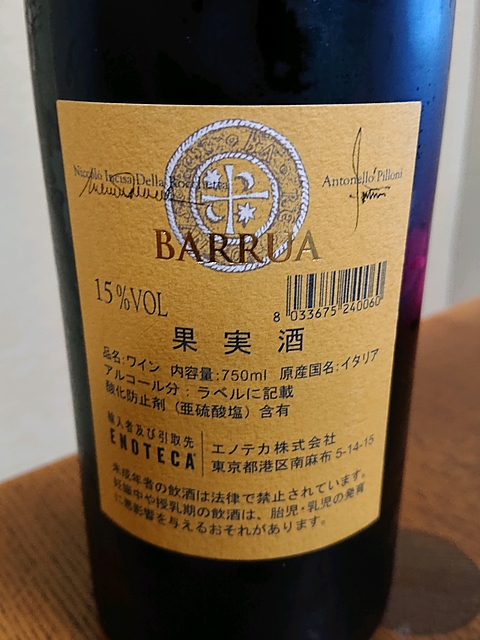 Niccolò Incisa Della Rocchetta
Antonello Pilloni
BARRUA
15%VOL
8 033675 240060
果実酒
品名:ワイン 内容量:750ml 原産国名:イタリア
アルコール分:ラベルに記載
酸化防止剤(亜硫酸塩)含有
輸入者及び引取先
ENOTECA
エノテカ株式会社
東京都港区南麻布 5-14-15
未成年者の飲酒は法律で禁止されています。
妊娠中や授乳期の飲酒は、胎児・乳児の発育
に悪影響を与えるおそれがあります。